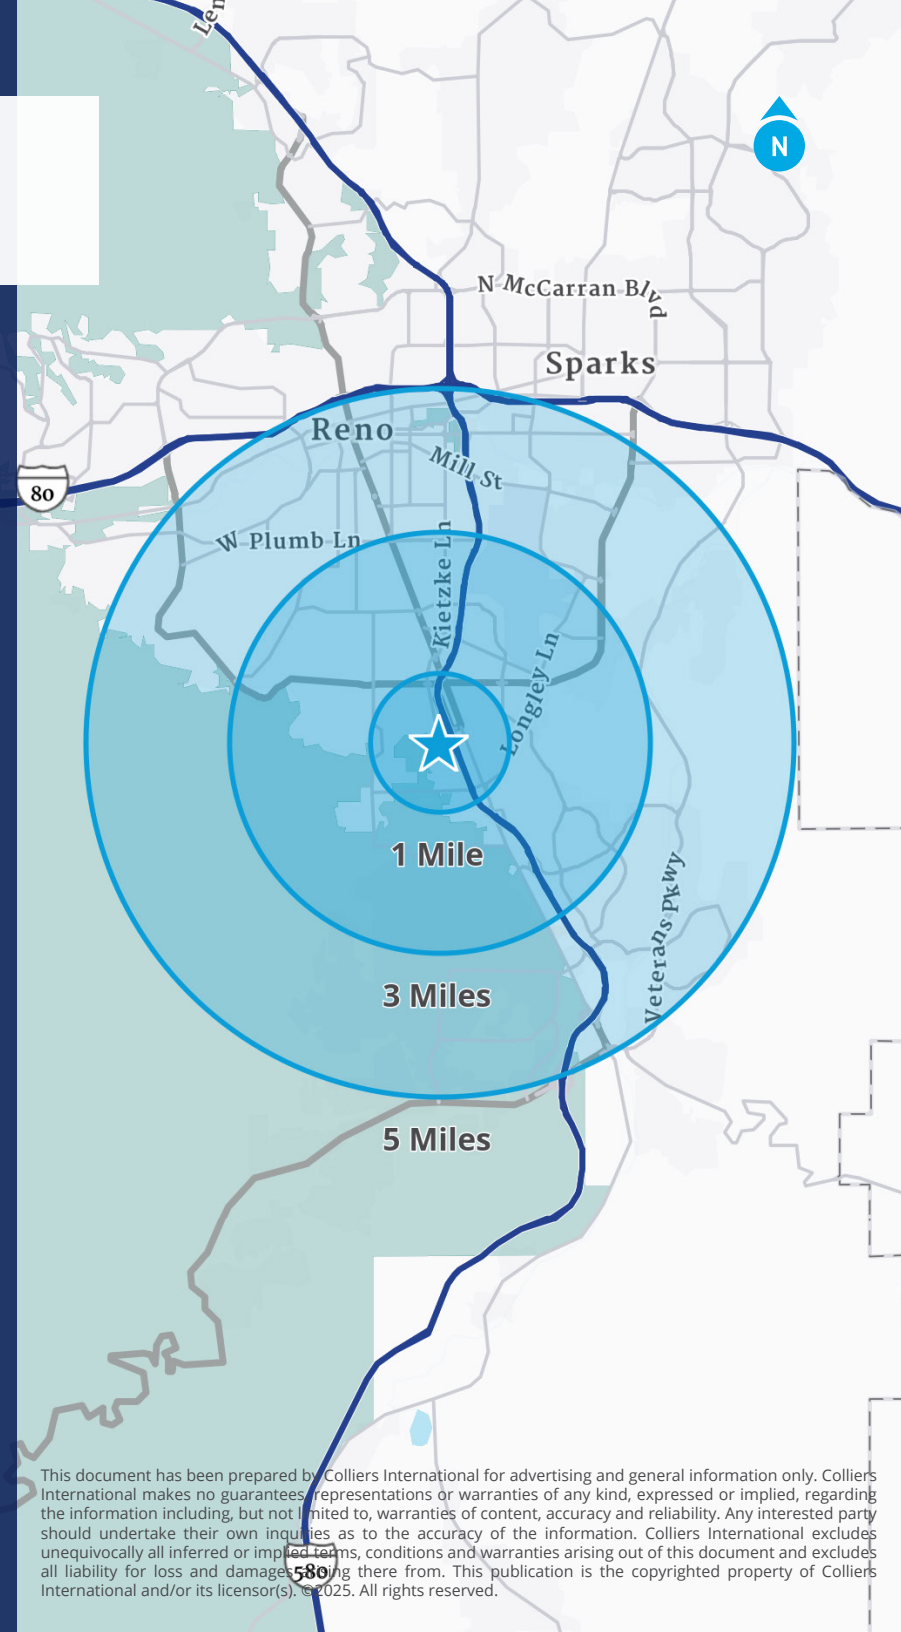 Lem
N
N McCarran Blvd
Sparks
Reno
Mill St
80
W Plumb Ln
Kietzke Ln
Longley Ln
1 Mile
Veterans Pkwy
3 Miles
5 Miles
This document has been prepared by Colliers International for advertising and general information only. Colliers
International makes no guarantees, representations or warranties of any kind, expressed or implied, regarding
the information including, but not limited to, warranties of content, accuracy and reliability. Any interested party
should undertake their own inquiries as to the accuracy of the information. Colliers International excludes
unequivocally all inferred or implied terms, conditions and warranties arising out of this document and excludes
all liability for loss and damages arising there from. This publication is the copyrighted property of Colliers
International and/or its licensor(s). ©2025. All rights reserved.
580